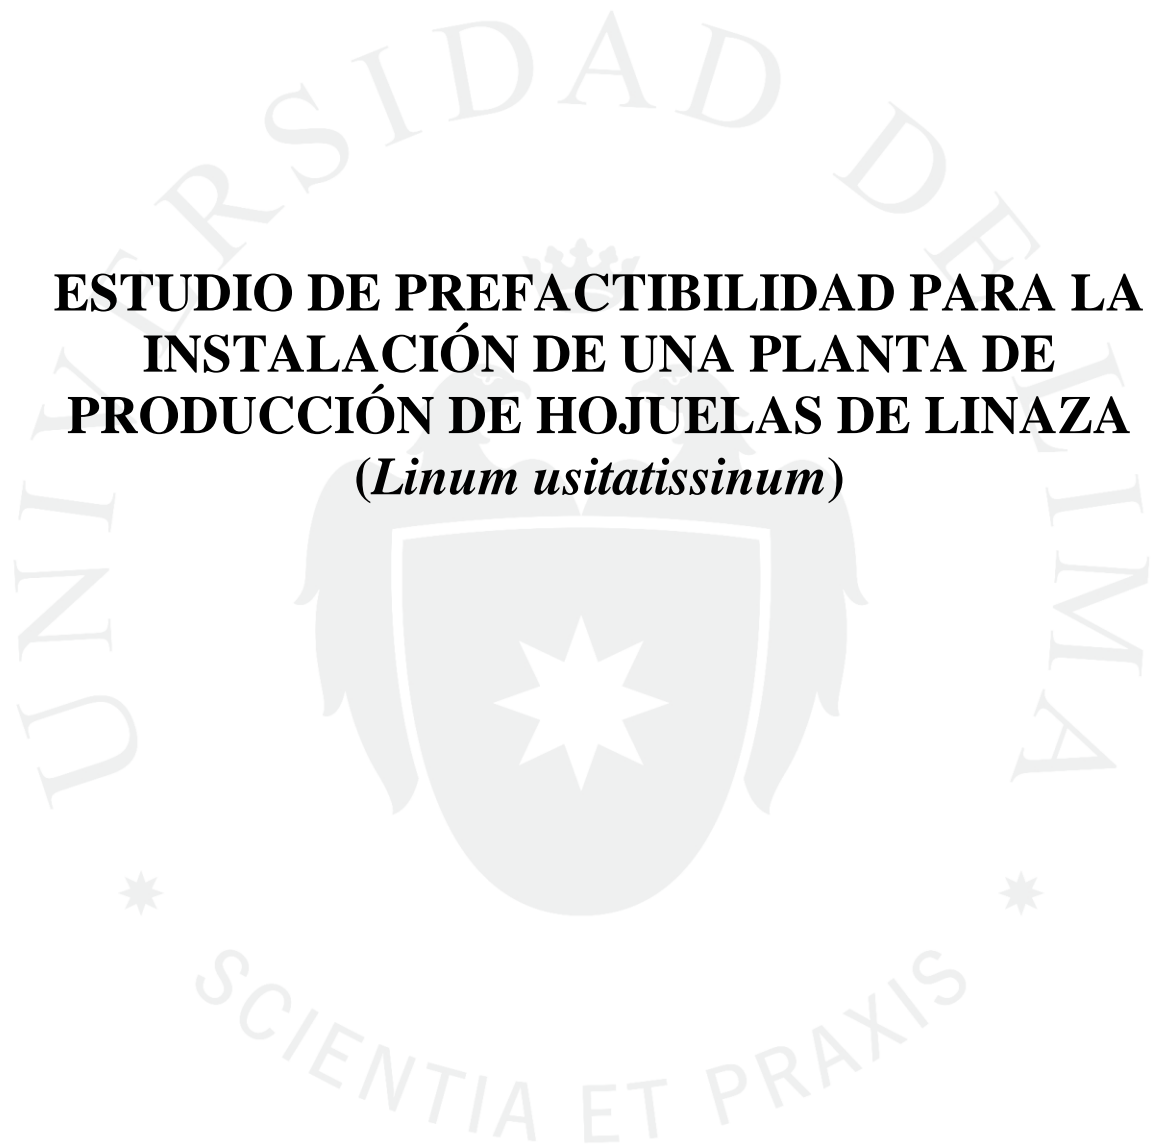 UNIVERSIDAD DE LIMA
ESTUDIO DE PREFACTIBILIDAD PARA LA
INSTALACIÓN DE UNA PLANTA DE
PRODUCCIÓN DE HOJUELAS DE LINAZA
(Linum usitatissinum)
SCIENTIA ET PRAXIS